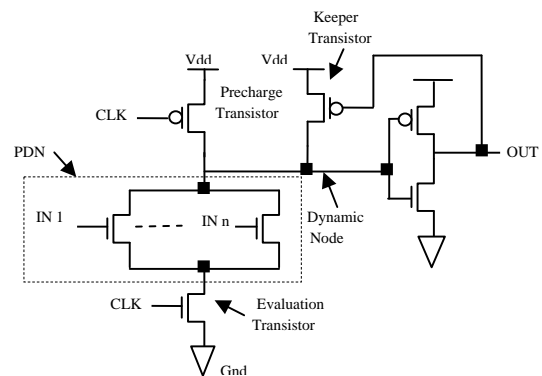 Keeper
Transistor
Vdd
Vdd
Precharge
Transistor
CLK
PDN
OUT
IN 1
IN n
Dynamic
Node
CLK
Evaluation
Transistor
Gnd